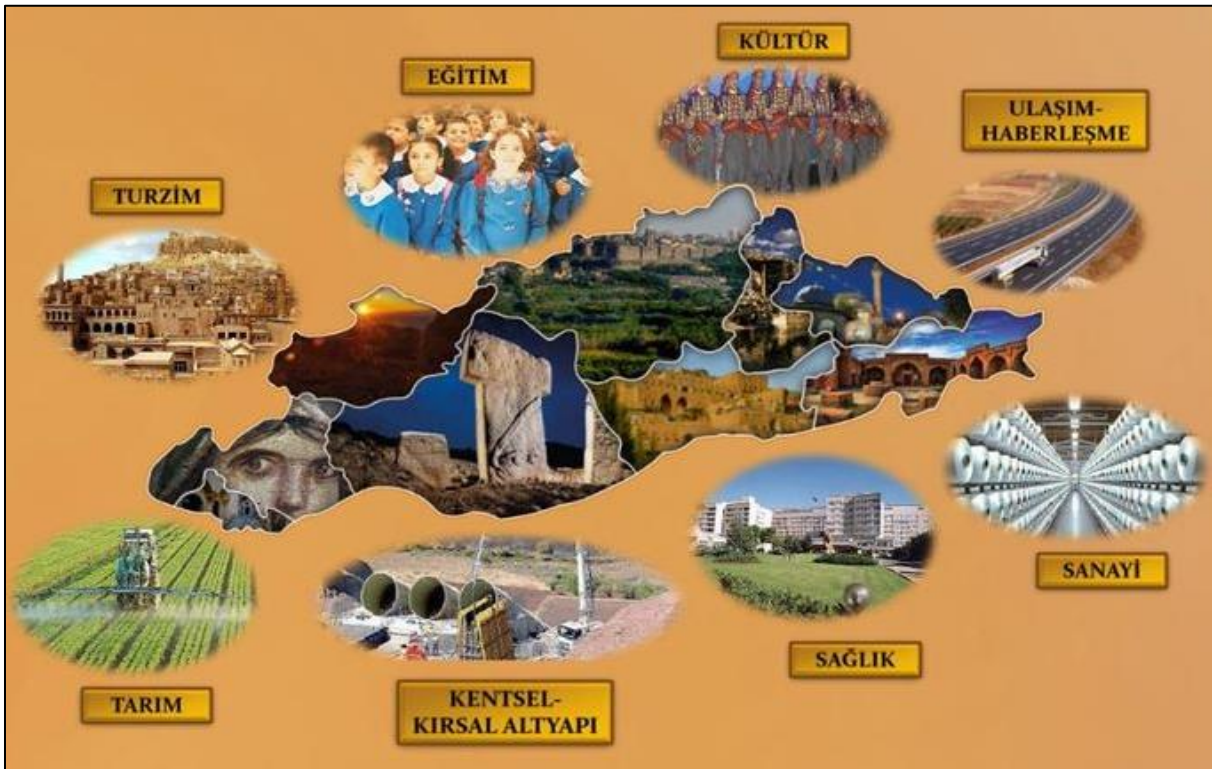 KÜLTÜR
EĞİTİM
ULAŞIM-
HABERLEŞME
TURZİM
SANAYİ
SAĞLIK
TARIM
KENTSEL-
KIRSAL ALTYAPI